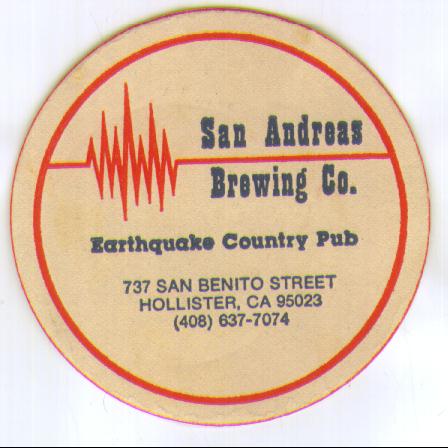 San Andreas
Brewing Co.
Earthquake Country Pub
737 SAN BENITO STREET
HOLLISTER, CA 95023
(408) 637-7074